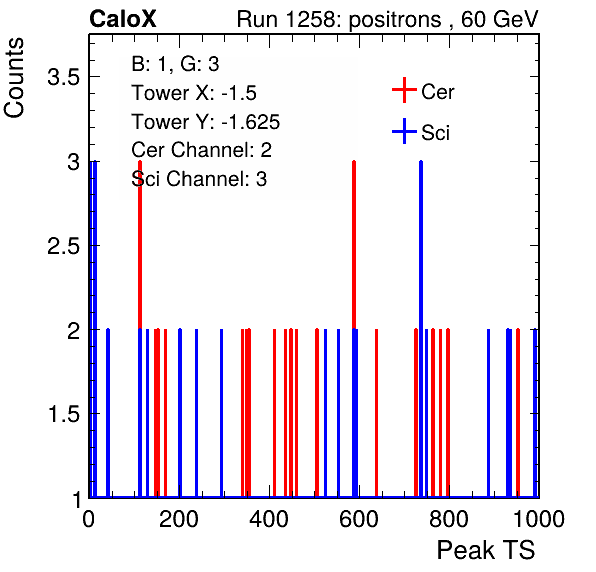 CaloX Run 1258: positrons , 60 GeV
Counts
B: 1, G: 3
Tower X: -1.5
Tower Y: -1.625
Cer Channel: 2
Sci Channel: 3
Cer
Sci
3.5
3
2.5
2
1.5
1
0 200 400 600 800 1000
Peak TS